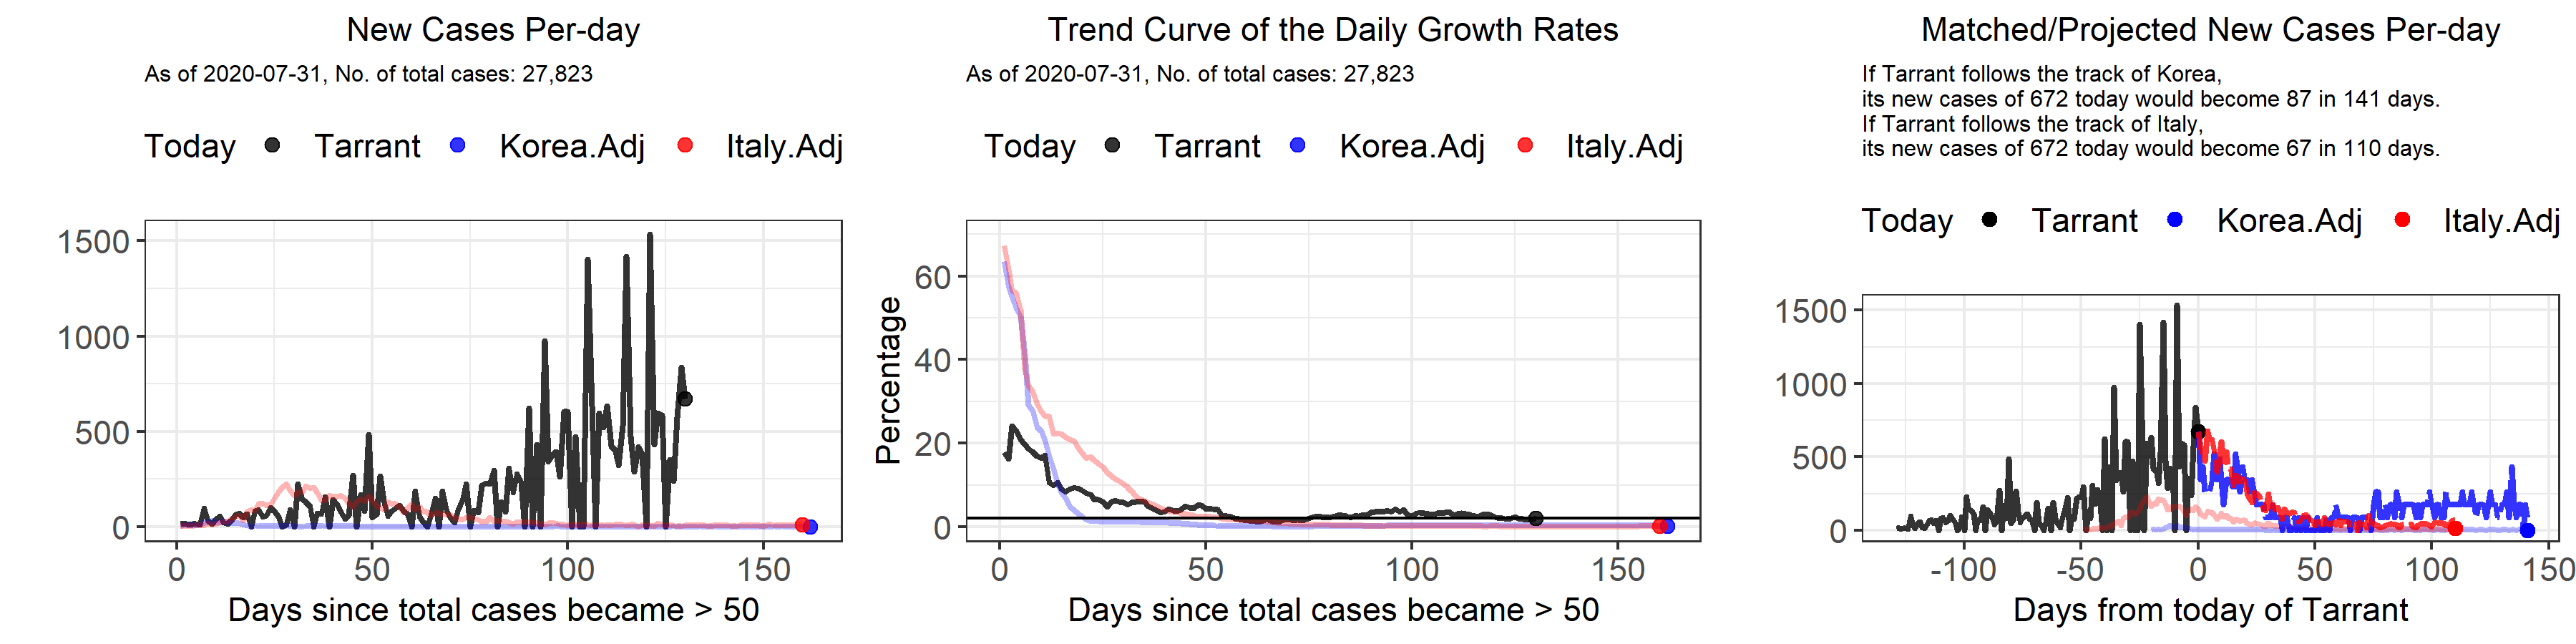 New Cases Per-day
As of 2020-07-31, No. of total cases: 27,823
Today Tarrant Korea.Adj Italy.Adj
1500
1000
500
0
0 50 100 150
Days since total cases became > 50
Trend Curve of the Daily Growth Rates
As of 2020-07-31, No. of total cases: 27,823
Today Tarrant Korea.Adj Italy.Adj
Percentage
60
40
20
0
0 50 100 150
Days since total cases became > 50
Matched/Projected New Cases Per-day
If Tarrant follows the track of Korea,
its new cases of 672 today would become 87 in 141 days.
If Tarrant follows the track of Italy,
its new cases of 672 today would become 67 in 110 days.
Today Tarrant Korea.Adj Italy.Adj
1500
1000
500
0
-100 -50 0 50 100 150
Days from today of Tarrant